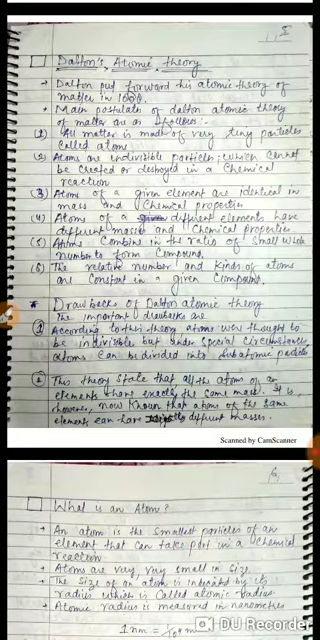 Dalton's Atomic theory
→ Dalton put forward his atomic theory of
matter in 1808.
* Main postulates of dalton atomic theory
of matter are as follows:-
(1) All matter is made of very tiny particles
called atom
(2) Atoms are indivisible particle, which cannot
be created or destroyed in a chemical
reaction
(3) Atoms of a given element are identical in
mass and chemical properties
(4) Atoms of a different elements have
different masses and chemical properties
(5) Atoms combine in the ratio of small whole
number to form compound.
(6) The relative number and kinds of atoms
are constant in a given compound.
* Drawbacks of Dalton atomic theory
The important drawbacks are
(1) According to this theory atoms were thought to
be indivisible but under special circumstances
atoms can be divided into subatomic particles
(2) This theory state that all the atom of an
elements have exactly the same mass. It is,
however, now known that atoms of the same
element can have different masses.
Scanned by CamScanner
What is an Atom?
+ An atom is the smallest particles of an
element that can take part in a chemical
reaction
+ Atoms are very, very small in size
+ The size of an atom is indicated by its
radius which is called atomic radius.
+ Atomic radius is measured in nanometres
1nm =
DU Recorder